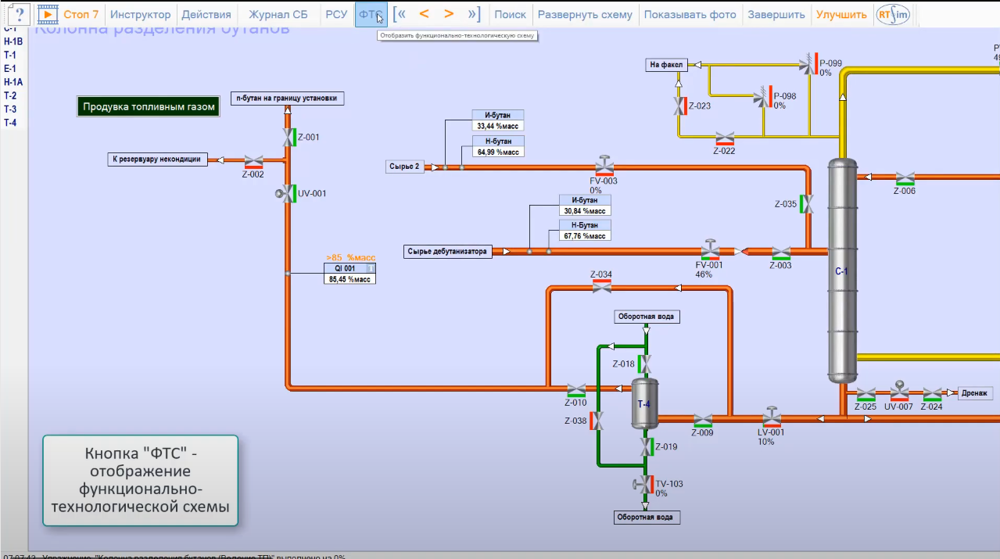 ? Стоп 7 Инструктор Действия Журнал СБ РСУ ФТС [« < > »] Поиск Развернуть схему Показывать фото Завершить Улучшить RTSim
Отобразить функционально-технологическую схему
Колонна разделения бутанов
С-1
Н-1В
Т-1
Е-1
Н-1А
Т-2
Т-3
Т-4
Продувка топливным газом
n-бутан на границу установки
Z-001
К резервуару некондиции
Z-002
UV-001
>85 %масс
QI 001
85,45 %масс
И-бутан
33,44 %масс
Н-бутан
64,99 %масс
Сырье 2
FV-003
0%
И-бутан
30,84 %масс
Н-Бутан
67,76 %масс
Сырье дебутанизатора
FV-001
46%
Z-003
Z-035
На факел
P-099
0%
P-098
0%
Z-023
Z-022
Z-006
C-1
Z-034
Оборотная вода
Z-018
Z-010
T-4
Z-038
Z-009
LV-001
10%
Z-025
UV-007
Z-024
Дренаж
Z-019
TV-103
0%
Оборотная вода
Кнопка "ФТС" -
отображение
функционально-
технологической схемы
07:07:42 Упражнение "Колонна разделения бутанов (Ведение ТП)" выполнено на 0%